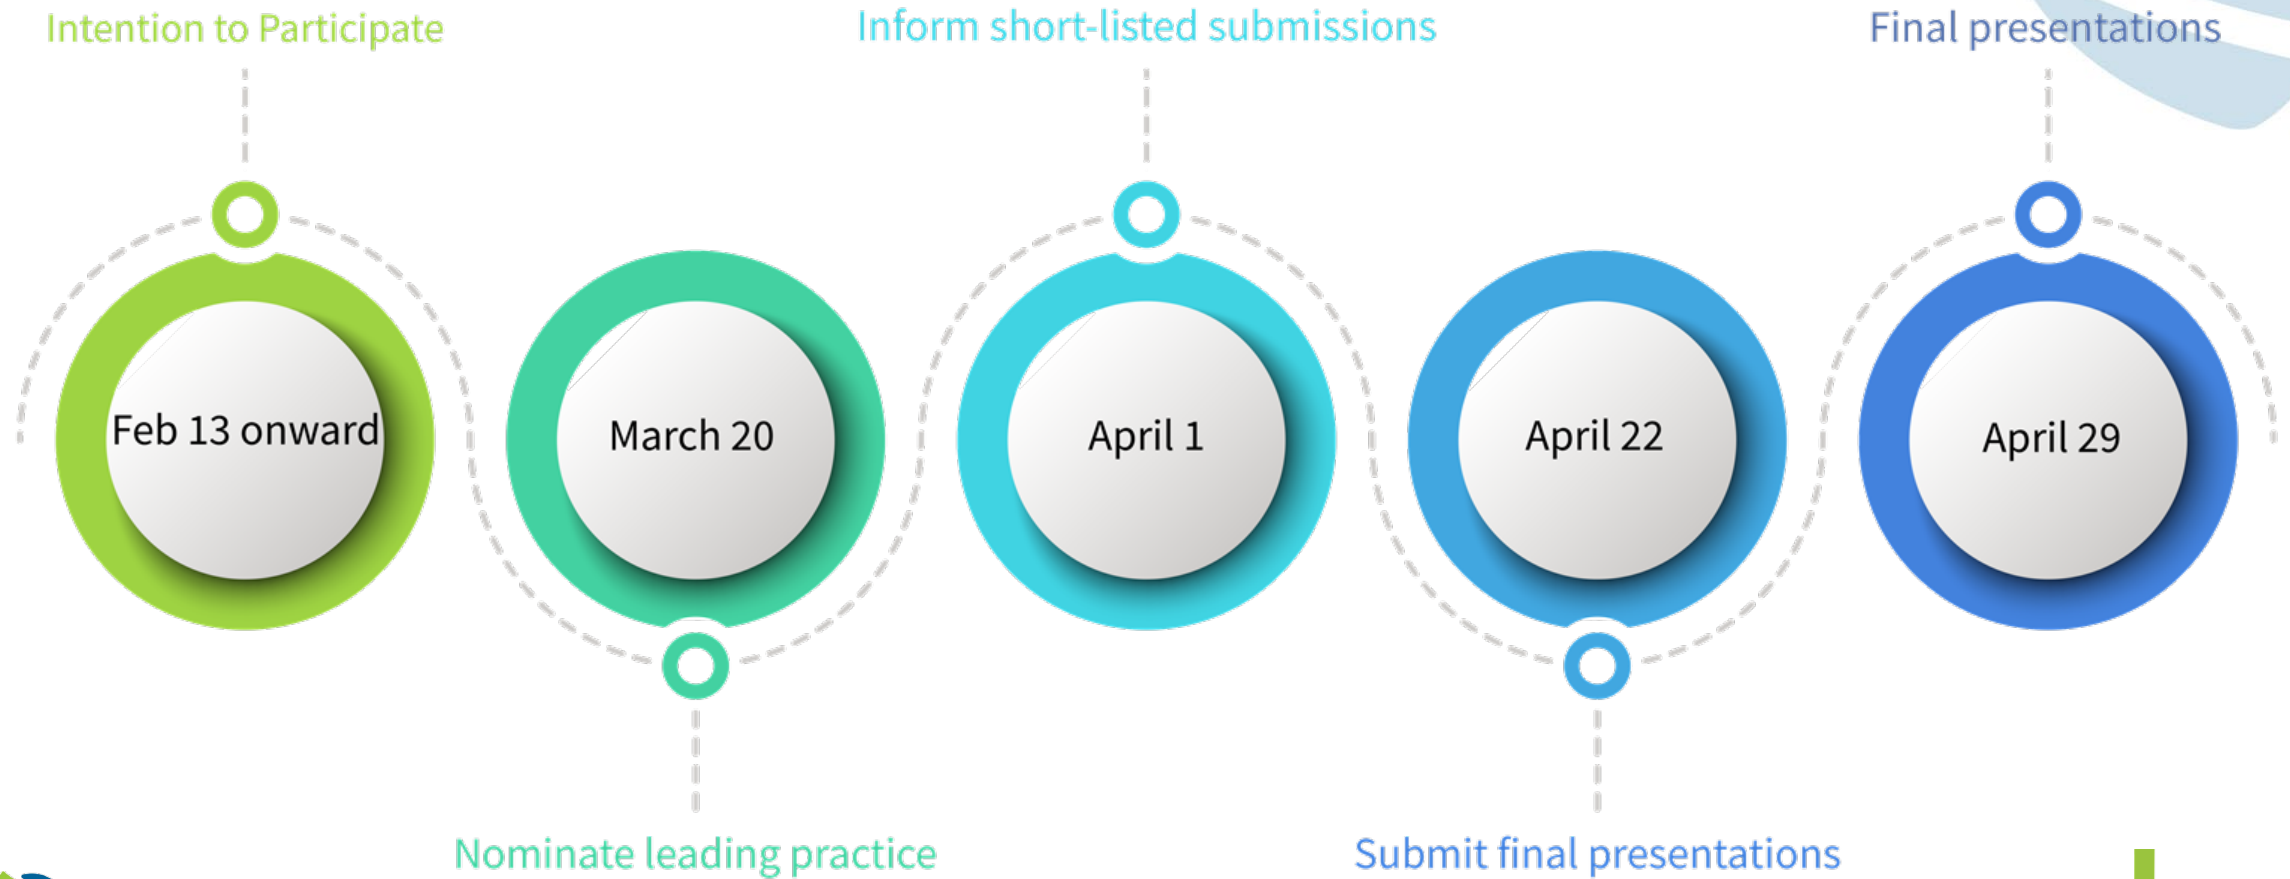 Intention to Participate
Inform short-listed submissions
Final presentations
Feb 13 onward
March 20
April 1
April 22
April 29
Nominate leading practice
Submit final presentations